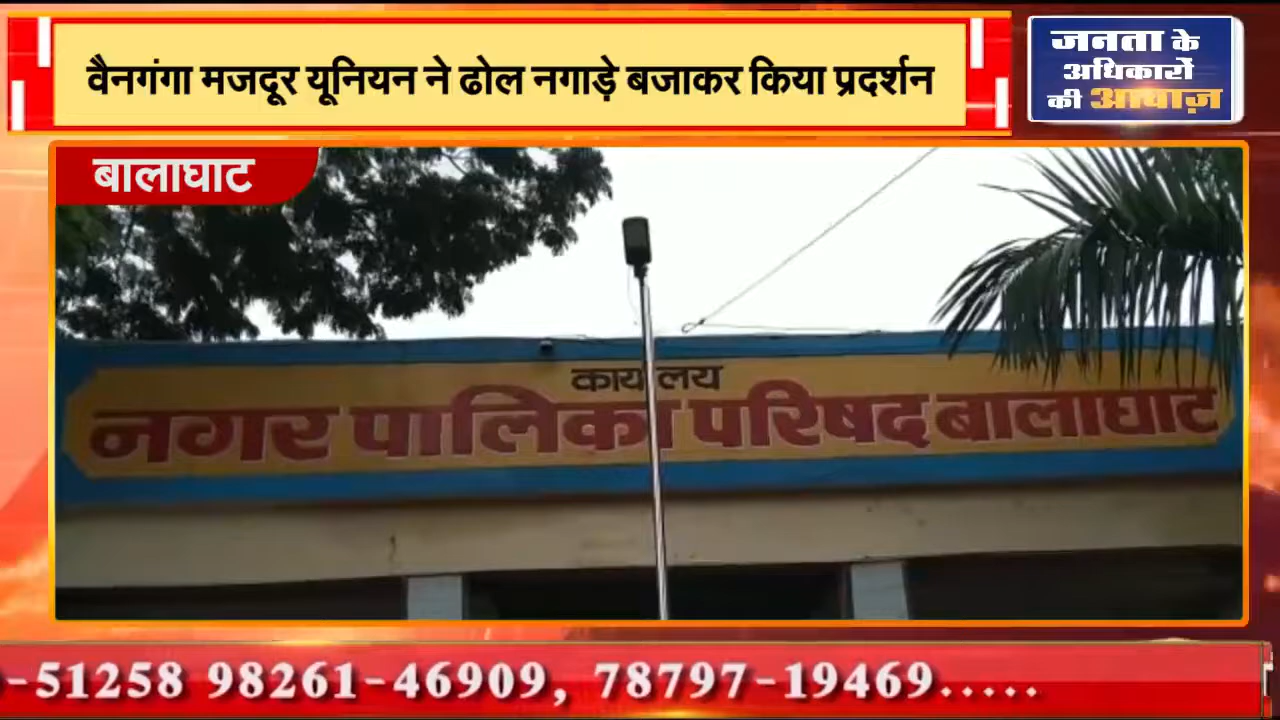 वैनगंगा मजदूर यूनियन ने ढोल नगाड़े बजाकर किया प्रदर्शन
जनता के
अधिकारों
की आवाज़
बालाघाट
कार्यालय
नगर पालिका परिषद बालाघाट
-51258 98261-46909, 78797-19469.....